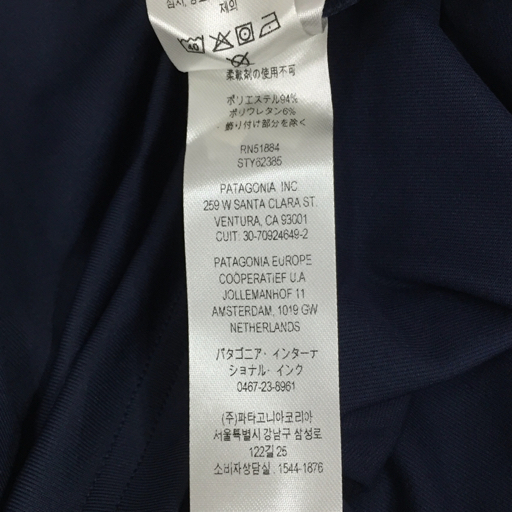 제외
40
柔軟剤の使用不可
ポリエステル94%
ポリウレタン6%
飾り付け部分を除く
RN51884
STY62385
PATAGONIA INC
259 W SANTA CLARA ST.
VENTURA, CA 93001
CUIT: 30-70924649-2
PATAGONIA EUROPE
COÖPERATIEF U.A
JOLLEMANHOF 11
AMSTERDAM, 1019 GW
NETHERLANDS
パタゴニア・インターナ
ショナル・インク
0467-23-8961
(주)파타고니아코리아
서울특별시 강남구 삼성로
122길 25
소비자상담실 : 1544-1876